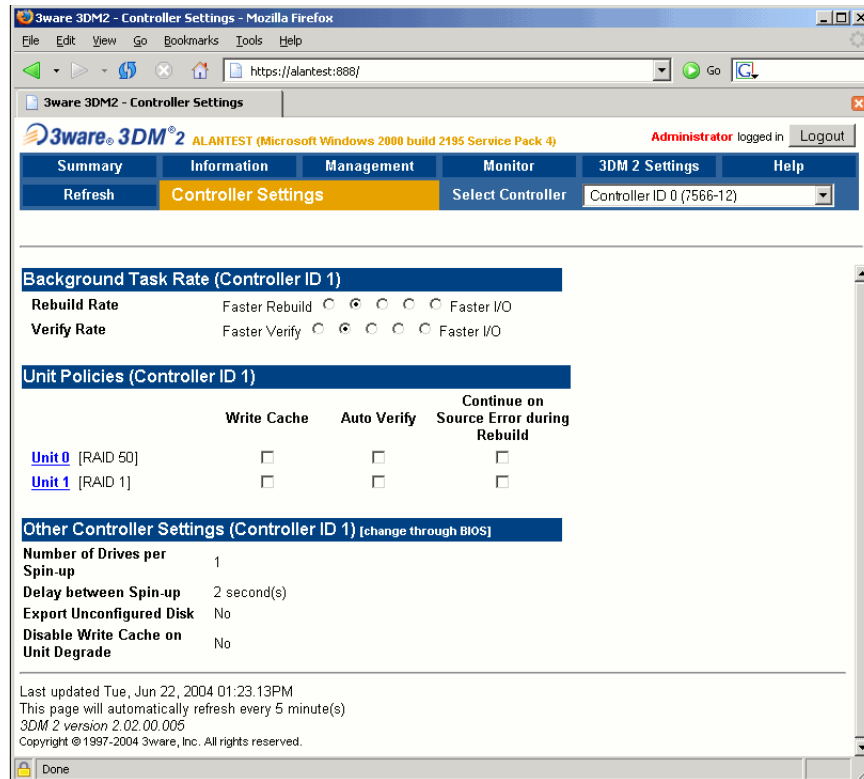 3ware 3DM2 - Controller Settings - Mozilla Firefox
File Edit View Go Bookmarks Tools Help
https://alantest:888/ Go G
3ware 3DM2 - Controller Settings
3ware® 3DM®2 ALANTEST (Microsoft Windows 2000 build 2195 Service Pack 4) Administrator logged in Logout
Summary Information Management Monitor 3DM 2 Settings Help
Refresh Controller Settings Select Controller Controller ID 0 (7566-12)
Background Task Rate (Controller ID 1)
Rebuild Rate Faster Rebuild Faster I/O
Verify Rate Faster Verify Faster I/O
Unit Policies (Controller ID 1)
Write Cache Auto Verify Continue on Source Error during Rebuild
Unit 0 [RAID 50]
Unit 1 [RAID 1]
Other Controller Settings (Controller ID 1) [change through BIOS]
Number of Drives per Spin-up 1
Delay between Spin-up 2 second(s)
Export Unconfigured Disk No
Disable Write Cache on Unit Degrade No
Last updated Tue, Jun 22, 2004 01:23.13PM
This page will automatically refresh every 5 minute(s)
3DM 2 version 2.02.00.005
Copyright © 1997-2004 3ware, Inc. All rights reserved.
Done